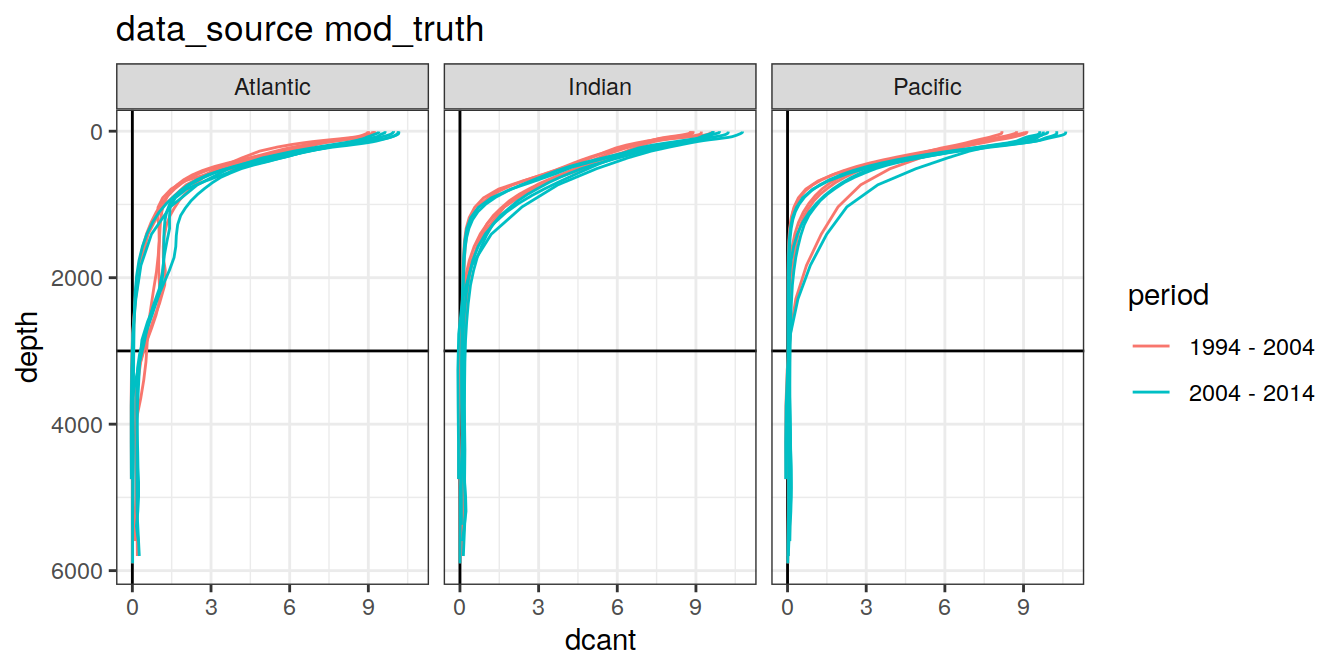 data_source mod_truth
Atlantic
Indian
Pacific
depth
0
2000
4000
6000
0 3 6 9
0 3 6 9
0 3 6 9
dcant
period
1994 - 2004
2004 - 2014